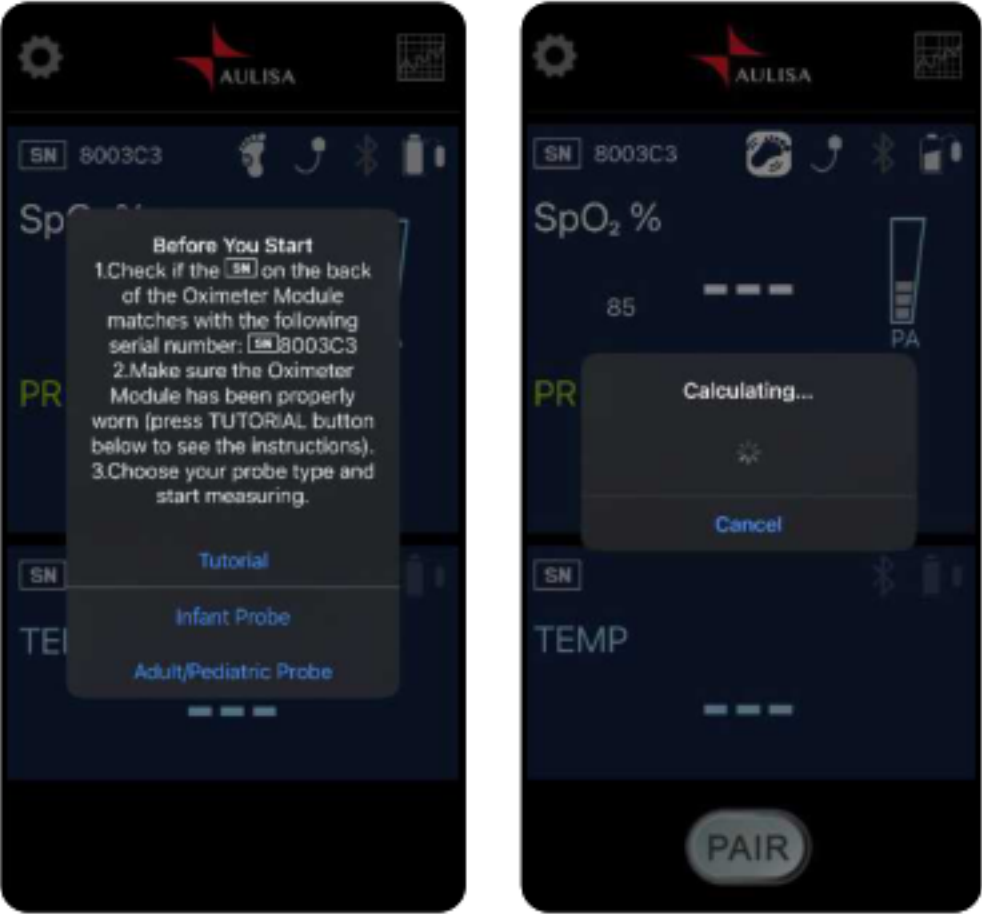 AULISA
SN 8003C3
SpO₂ %
Before You Start
1.Check if the SN on the back
of the Oximeter Module
matches with the following
serial number: SN8003C3
2.Make sure the Oximeter
Module has been properly
worn (press TUTORIAL button
below to see the instructions).
3.Choose your probe type and
start measuring.
PR
Tutorial
SN
Infant Probe
TE
Adult/Pediatric Probe
---
AULISA
SN 8003C3
SpO₂ %
---
85
PA
Calculating...
PR
Cancel
SN
TEMP
---
PAIR